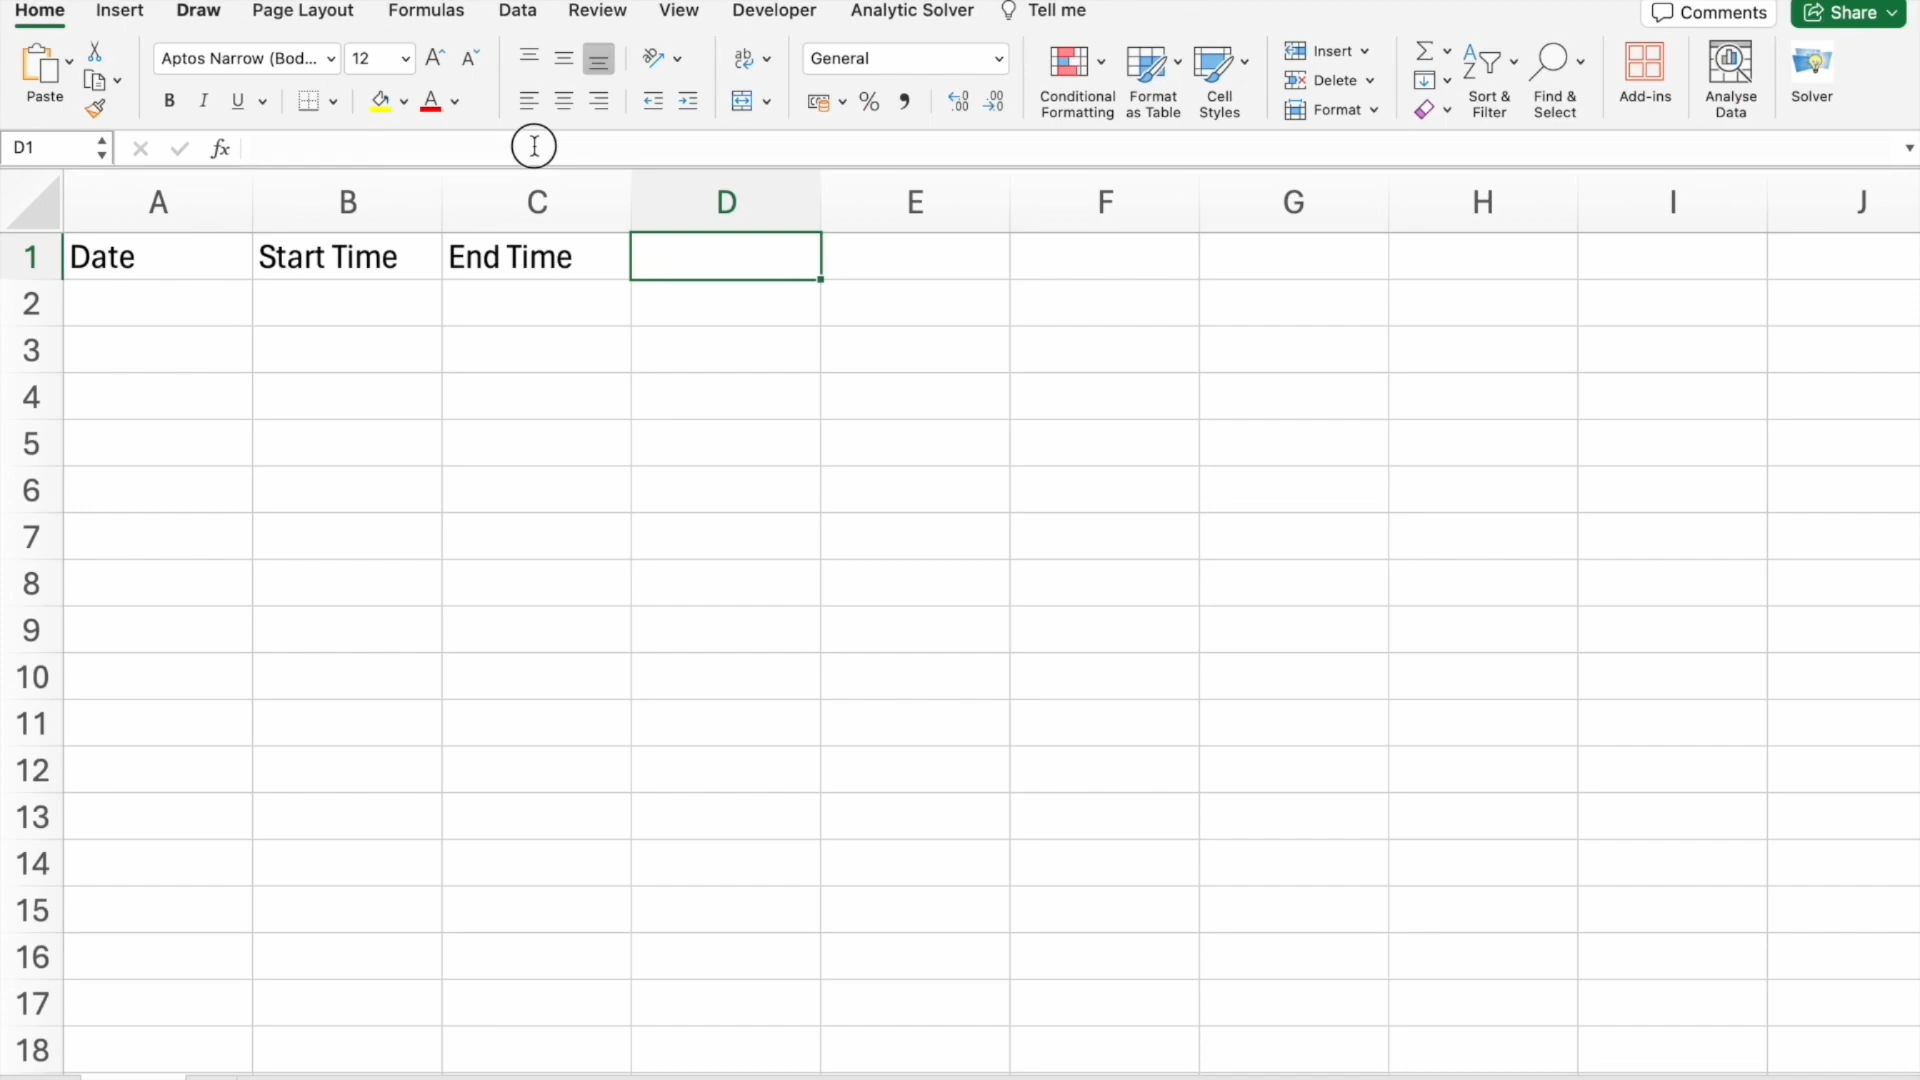 Home Insert Draw Page Layout Formulas Data Review View Developer Analytic Solver Tell me Comments Share
Aptos Narrow (Bod... 12 General Insert
Paste Delete
B I U % Conditional Formatting Format as Table Cell Styles Format Sort & Filter Find & Select Add-ins Analyse Data Solver
D1 fx
A B C D E F G H I J
1 Date Start Time End Time
2
3
4
5
6
7
8
9
10
11
12
13
14
15
16
17
18